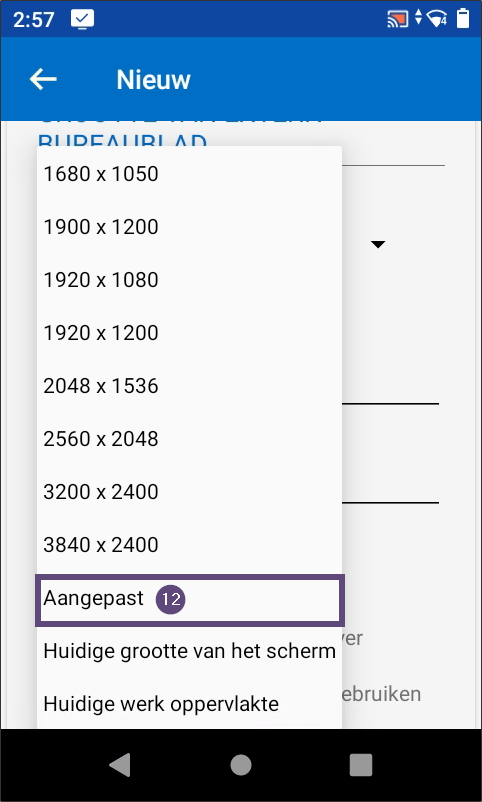 2:57
Nieuw
BUREAUBLAD
1680 x 1050
1900 x 1200
1920 x 1080
1920 x 1200
2048 x 1536
2560 x 2048
3200 x 2400
3840 x 2400
Aangepast 12
Huidige grootte van het scherm
ver
Huidige werk oppervlakte
ebruiken